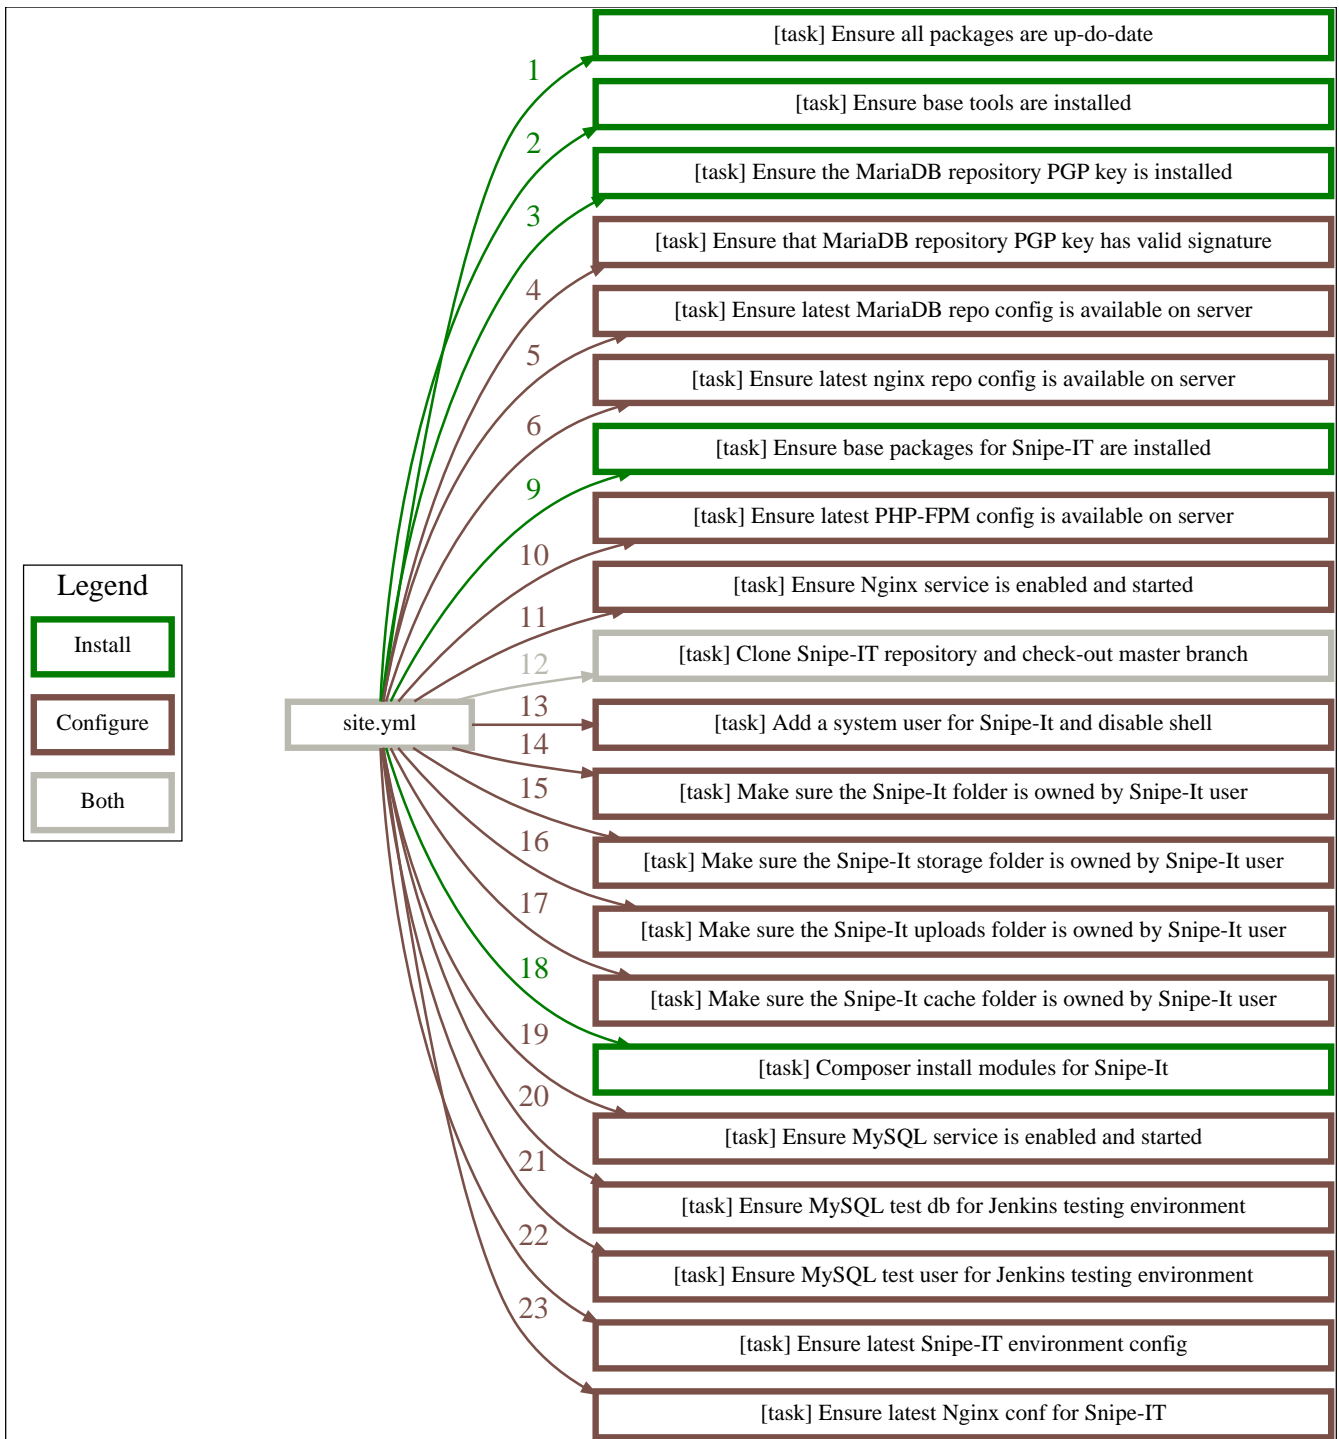 [task] Ensure all packages are up-do-date
1
[task] Ensure base tools are installed
2
[task] Ensure the MariaDB repository PGP key is installed
3
[task] Ensure that MariaDB repository PGP key has valid signature
4
[task] Ensure latest MariaDB repo config is available on server
5
[task] Ensure latest nginx repo config is available on server
6
[task] Ensure base packages for Snipe-IT are installed
9
[task] Ensure latest PHP-FPM config is available on server
10
[task] Ensure Nginx service is enabled and started
11
[task] Clone Snipe-IT repository and check-out master branch
12
Legend
Install
Configure
Both
site.yml
13
[task] Add a system user for Snipe-It and disable shell
14
[task] Make sure the Snipe-It folder is owned by Snipe-It user
15
[task] Make sure the Snipe-It storage folder is owned by Snipe-It user
16
[task] Make sure the Snipe-It uploads folder is owned by Snipe-It user
17
[task] Make sure the Snipe-It cache folder is owned by Snipe-It user
18
[task] Composer install modules for Snipe-It
19
[task] Ensure MySQL service is enabled and started
20
[task] Ensure MySQL test db for Jenkins testing environment
21
[task] Ensure MySQL test user for Jenkins testing environment
22
[task] Ensure latest Snipe-IT environment config
23
[task] Ensure latest Nginx conf for Snipe-IT